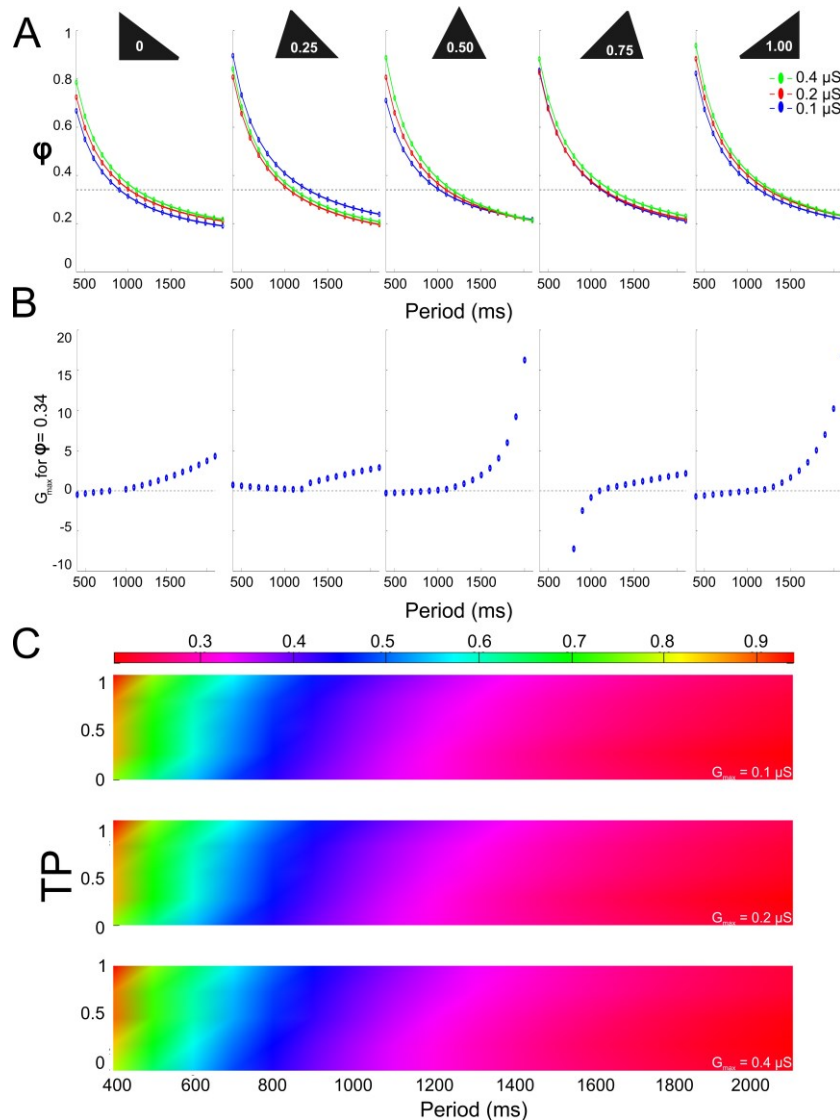 A
0
0.25
0.50
0.75
1.00
1
0.8
0.6
0.4
0.2
0
φ
0.4 µS
0.2 µS
0.1 µS
500 1000 1500 500 1000 1500 500 1000 1500 500 1000 1500 500 1000 1500
Period (ms)
B
20
15
10
5
0
-5
-10
Gmax for φ= 0.34
500 1000 1500 500 1000 1500 500 1000 1500 500 1000 1500 500 1000 1500
Period (ms)
C
0.3 0.4 0.5 0.6 0.7 0.8 0.9
1
0.5
0
Gmax = 0.1 µS
TP
1
0.5
0
Gmax = 0.2 µS
1
0.5
0
Gmax = 0.4 µS
400 600 800 1000 1200 1400 1600 1800 2000
Period (ms)